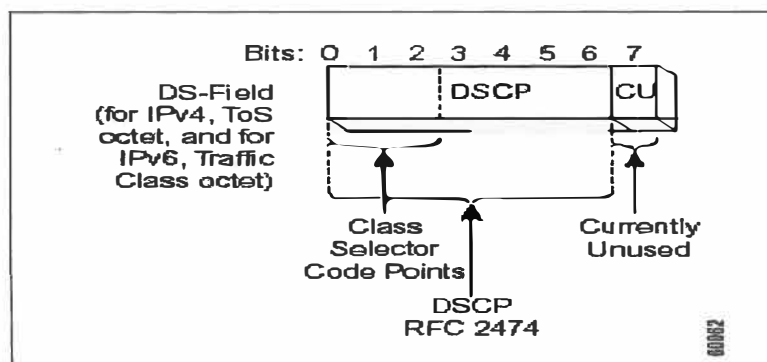 Bits: 0 1 2 3 4 5 6 7
DS-Field
(for IPv4, ToS
octet, and for
IPv6, Traffic
Class octet)
DSCP
CU
Class
Selector
Code Points
Currently
Unused
DSCP
RFC 2474
60062